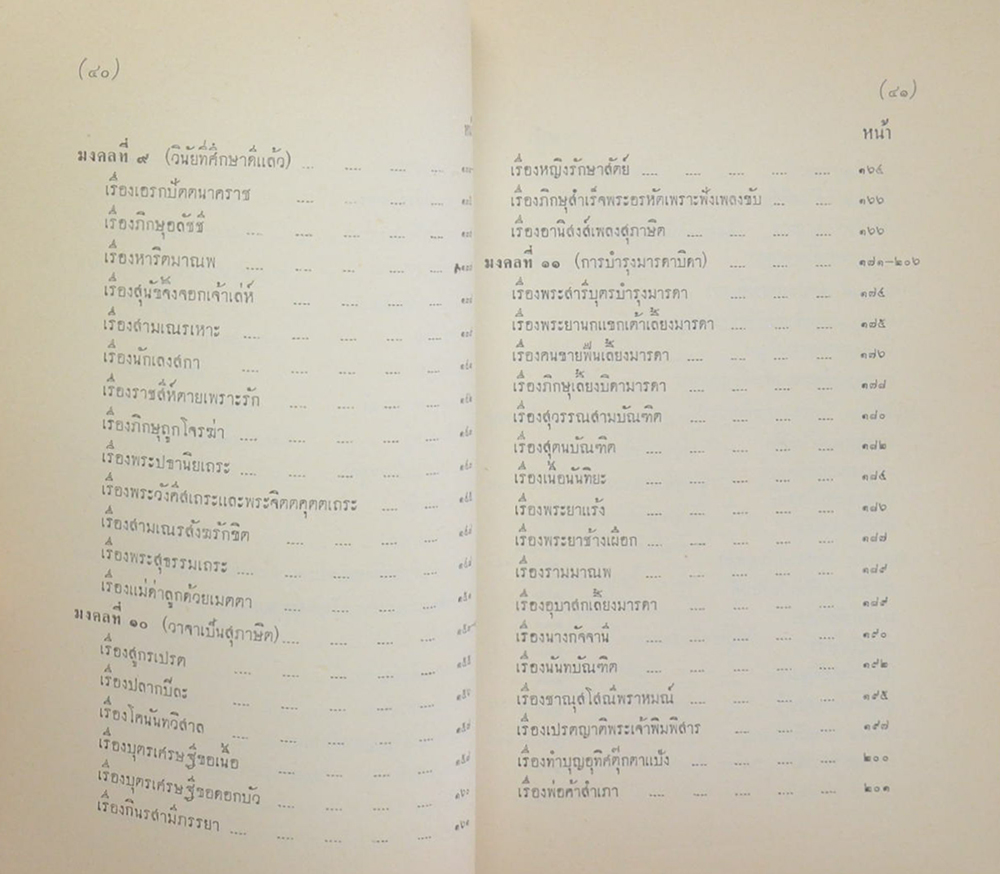 (๔๐)
มงคลที่ ๙ (วินัยที่ศึกษาดีแล้ว) .... .... .... ....
เรื่องเอรกปัตตนาคราช .... .... .... ....
เรื่องภิกษุอลัชชี .... .... .... .... ....
เรื่องหาริตมาณพ .... .... .... .... ....
เรื่องสุนัขจิ้งจอกเจ้าเล่ห์ .... .... .... ....
เรื่องสามเณรเหาะ .... .... .... .... ....
เรื่องนักเลงสกา .... .... .... .... ....
เรื่องราชสีห์ตายเพราะรัก .... .... .... ....
เรื่องภิกษุถูกโจรฆ่า .... .... .... .... ....
เรื่องพระปธานิยเถระ .... .... .... .... ....
เรื่องพระวังคีสเถระและพระจิตตคุตตเถระ .... ....
เรื่องสามเณรสังฆรักขิต .... .... .... ....
เรื่องพระสุธรรมเถระ .... .... .... .... ....
เรื่องแม่ด่าลูกด้วยเมตตา .... .... .... ....
มงคลที่ ๑๐ (วาจาเป็นสุภาษิต).... .... .... ....
เรื่องสูกรเปรต .... .... .... .... ....
เรื่องปลากปิละ .... .... .... .... ....
เรื่องโคนันทวิสาล .... .... .... .... ....
เรื่องบุตรเศรษฐีขอเนื้อ .... .... .... ....
เรื่องบุตรเศรษฐีขอดอกบัว .... .... .... ....
เรื่องกินรสามีภรรยา .... .... .... .... ....
(๔๑)
หน้า
เรื่องหญิงรักษาสัตย์ .... .... .... .... .... ๑๖๔
เรื่องภิกษุสำเร็จพระอรหัตเพราะฟังเพลงขับ ... .... ๑๖๖
เรื่องอานิสงส์เพลงสุภาษิต .... .... .... .... ๑๖๖
มงคลที่ ๑๑ (การบำรุงมารดาบิดา) .... .... .... ๑๗๓-๒๐๖
เรื่องพระสารีบุตรบำรุงมารดา .... .... .... ๑๗๔
เรื่องพระยานกแขกเต้าเลี้ยงมารดา .... .... .... ๑๗๕
เรื่องคนขายฟืนเลี้ยงมารดา .... .... .... .... ๑๗๖
เรื่องภิกษุเลี้ยงบิดามารดา .... .... .... .... ๑๗๘
เรื่องสุวรรณสามบัณฑิต .... .... .... .... ๑๘๐
เรื่องสุตนบัณฑิต .... .... .... .... .... ๑๘๒
เรื่องเนื้อนันทิยะ .... .... .... .... .... ๑๘๔
เรื่องพระยาแร้ง .... .... .... .... .... ๑๘๖
เรื่องพระยาช้างเผือก .... .... .... .... .... ๑๘๗
เรื่องรามมาณพ .... .... .... .... .... ๑๘๙
เรื่องอุบาสกเลี้ยงมารดา .... .... .... .... ๑๘๙
เรื่องนางกัจจานี .... .... .... .... .... ๑๙๐
เรื่องนันทบัณฑิต .... .... .... .... .... ๑๙๒
เรื่องชาณุสโสณีพราหมณ์ .... .... .... .... ๑๙๕
เรื่องเปรตญาติพระเจ้าพิมพิสาร .... .... .... ๑๙๗
เรื่องทำบุญอุทิศตุ๊กตาแป้ง .... .... .... .... ๒๐๐
เรื่องพ่อค้าสำเภา .... .... .... .... .... ๒๐๑